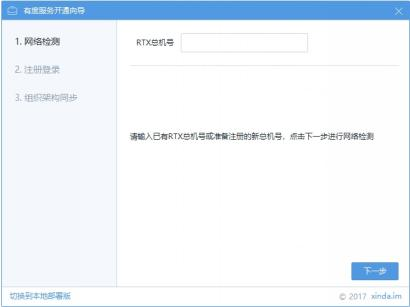 有度服务开通向导
1. 网络检测
RTX总机号
2. 注册登录
3. 组织架构同步
请输入已有RTX总机号或准备注册的新总机号，点击下一步进行网络检测
下一步
切换到本地部署版
© 2017 xinda.im